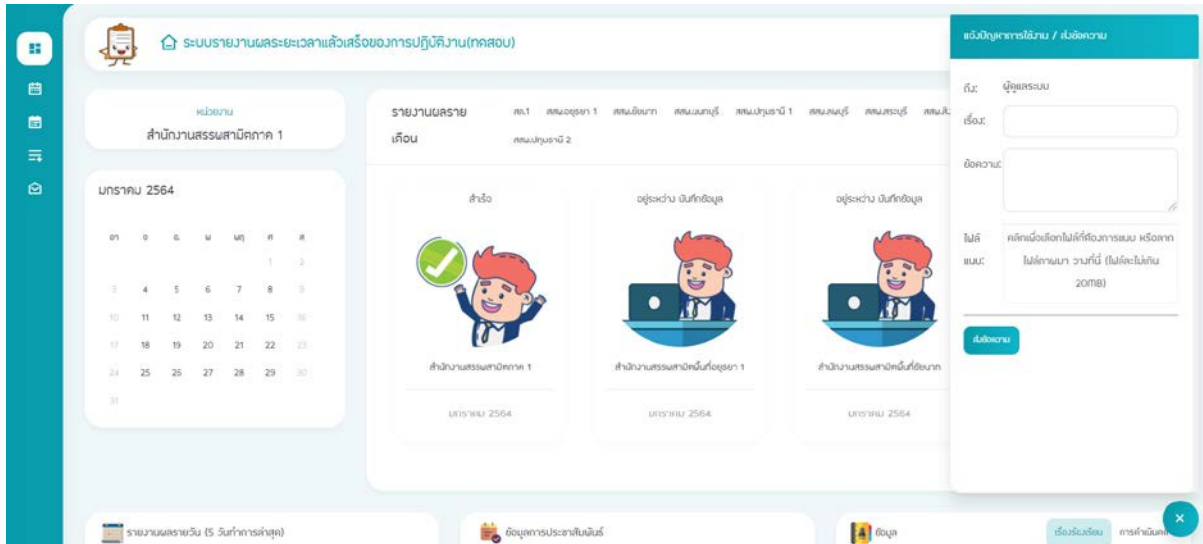 ระบบรายงานผลระยะเวลาแล้วเสร็จของการปฏิบัติงาน(ทดสอบ)
หน่วยงาน
สำนักงานสรรพสามิตภาค 1
มกราคม 2564
อา จ อ. พ พฤ ศ ส
1 2
3 4 5 6 7 8 9
10 11 12 13 14 15 16
17 18 19 20 21 22 23
24 25 26 27 28 29 30
31
รายงานผลราย
เดือน
สภ.1 สสพ.อยุธยา 1 สสพ.ชัยนาท สสพ.นนทบุรี สสพ.ปทุมธานี 1 สสพ.ลพบุรี สสพ.สระบุรี
สสพ.ปทุมธานี 2
สำเร็จ
สำนักงานสรรพสามิตภาค 1
มกราคม 2564
อยู่ระหว่าง บันทึกข้อมูล
สำนักงานสรรพสามิตพื้นที่อยุธยา 1
มกราคม 2564
อยู่ระหว่าง บันทึกข้อมูล
สำนักงานสรรพสามิตพื้นที่ชัยนาท
มกราคม 2564
แจ้งปัญหาการใช้งาน / ส่งข้อความ
ถึง: ผู้ดูแลระบบ
เรื่อง:
ข้อความ:
ไฟล์
แนบ:
คลิกเพื่อเลือกไฟล์ที่ต้องการแนบ หรือลาก
ไฟล์ภาพมา วางที่นี่ (ไฟล์ละไม่เกิน
20MB)
ส่งข้อความ
รายงานผลรายวัน (5 วันทำการล่าสุด)
ข้อมูลการประชาสัมพันธ์
ข้อมูล
เรื่องร้องเรียน